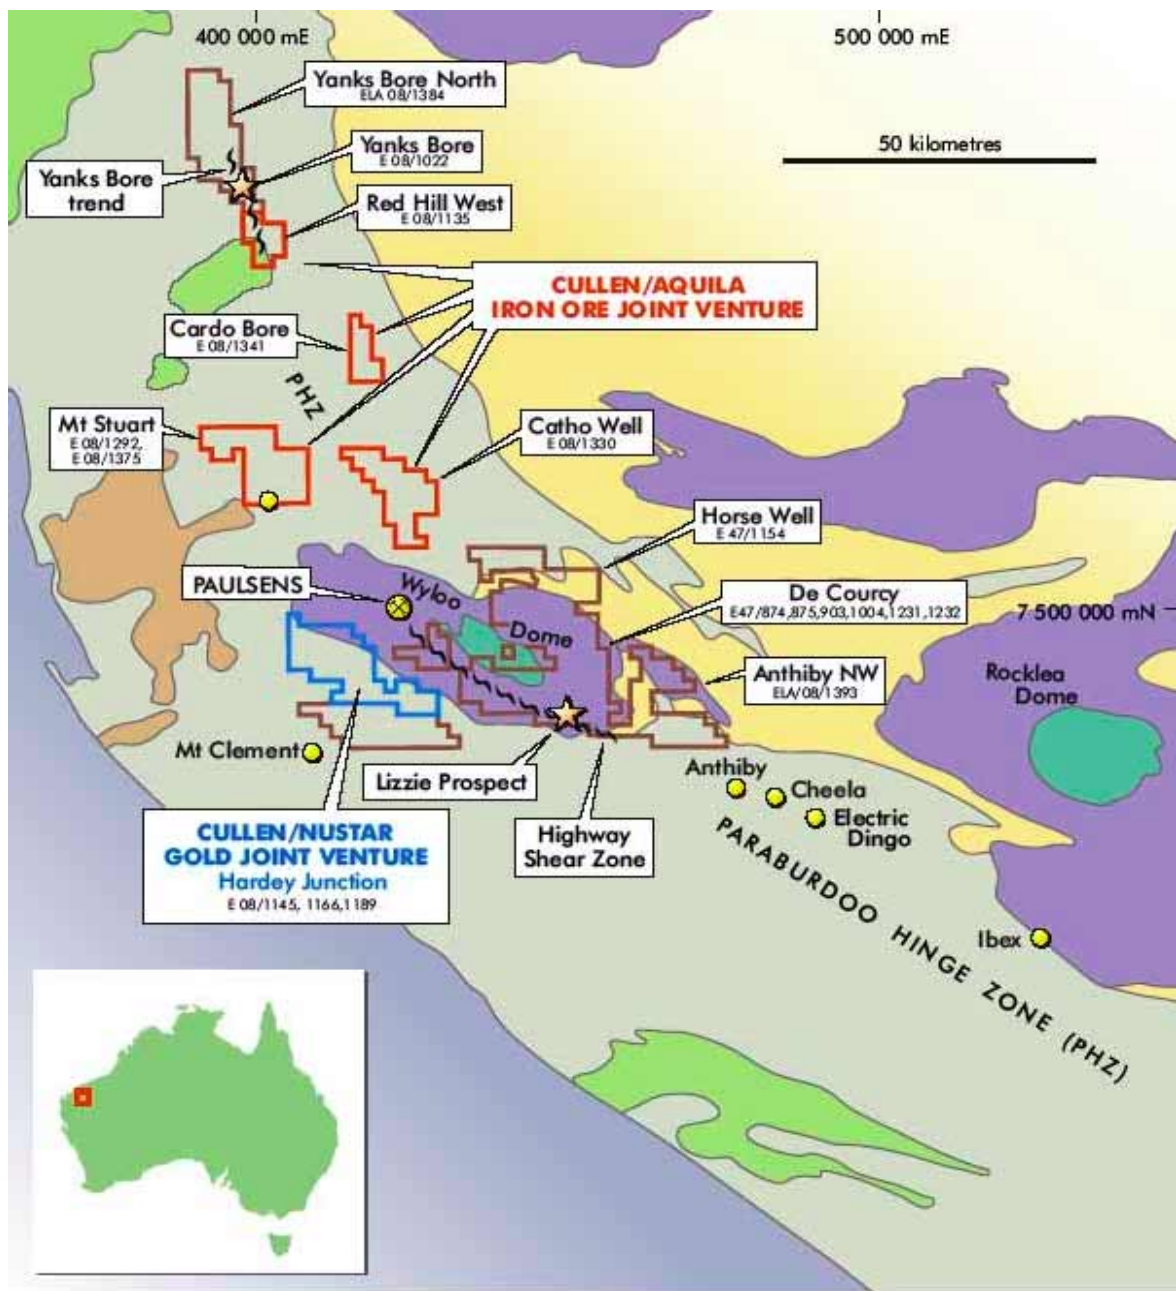 400 000 mE
500 000 mE
Yanks Bore North
ELA 08/1384
Yanks Bore
E 08/1022
50 kilometres
Yanks Bore
trend
Red Hill West
E 08/1135
CULLEN/AQUILA
IRON ORE JOINT VENTURE
Cardo Bore
E 08/1341
PHZ
Mt Stuart
E 08/1292,
E 08/1375
Catho Well
E 08/1330
Horse Well
E 47/1154
PAULSENS
Wyloo
Dome
De Courcy
E47/874,875,903,1004,1231,1232
7 500 000 mN
Anthiby NW
ELA/08/1393
Rocklea
Dome
Mt Clement
Lizzie Prospect
Anthiby
Cheela
Electric
Dingo
CULLEN/NUSTAR
GOLD JOINT VENTURE
Hardey Junction
E 08/1145, 1166,1189
Highway
Shear Zone
PARABURDOO HINGE ZONE (PHZ)
Ibex